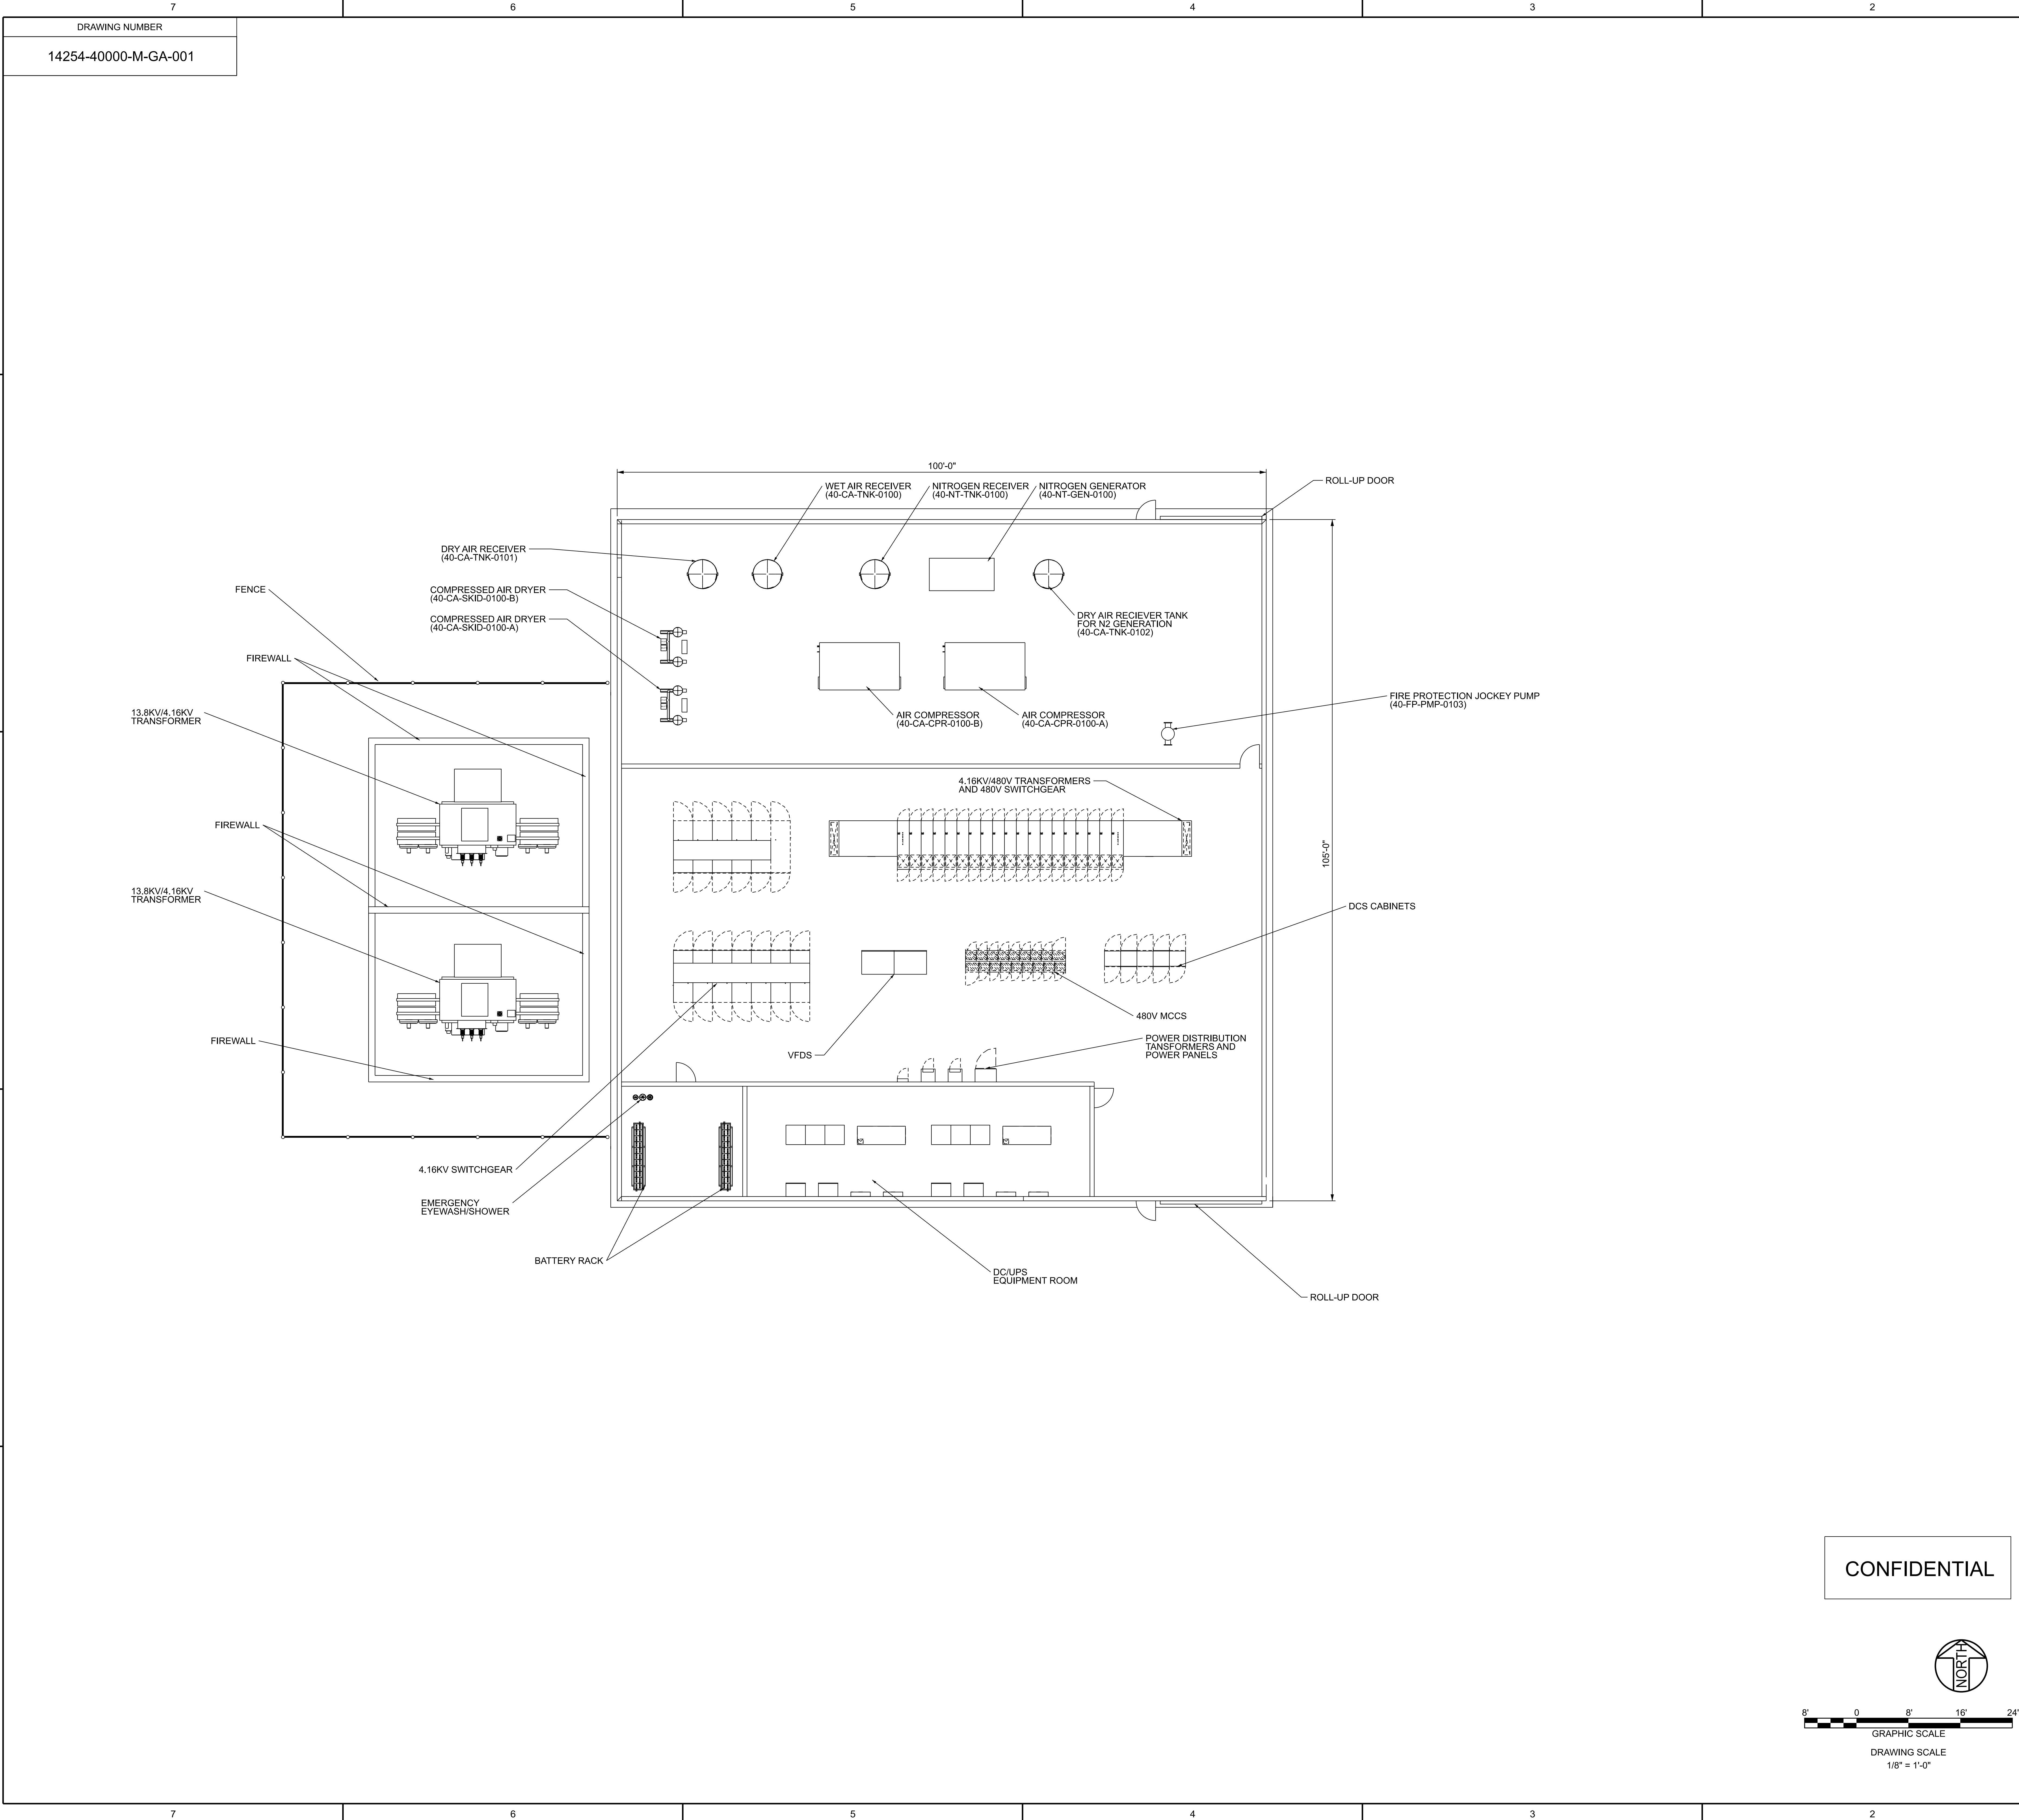 7 6 5 4 3 2
DRAWING NUMBER
14254-40000-M-GA-001
100'-0"
WET AIR RECEIVER
(40-CA-TNK-0100)
NITROGEN RECEIVER
(40-NT-TNK-0100)
NITROGEN GENERATOR
(40-NT-GEN-0100)
ROLL-UP DOOR
DRY AIR RECEIVER
(40-CA-TNK-0101)
FENCE
COMPRESSED AIR DRYER
(40-CA-SKID-0100-B)
COMPRESSED AIR DRYER
(40-CA-SKID-0100-A)
DRY AIR RECIEVER TANK
FOR N2 GENERATION
(40-CA-TNK-0102)
FIREWALL
13.8KV/4.16KV
TRANSFORMER
AIR COMPRESSOR
(40-CA-CPR-0100-B)
AIR COMPRESSOR
(40-CA-CPR-0100-A)
FIRE PROTECTION JOCKEY PUMP
(40-FP-PMP-0103)
4.16KV/480V TRANSFORMERS
AND 480V SWITCHGEAR
FIREWALL
105'-0"
13.8KV/4.16KV
TRANSFORMER
DCS CABINETS
480V MCCS
FIREWALL
POWER DISTRIBUTION
TANSFORMERS AND
POWER PANELS
VFDS
4.16KV SWITCHGEAR
EMERGENCY
EYEWASH/SHOWER
BATTERY RACK
DC/UPS
EQUIPMENT ROOM
ROLL-UP DOOR
CONFIDENTIAL
NORTH
8' 0 8' 16' 24'
GRAPHIC SCALE
DRAWING SCALE
1/8" = 1'-0"
7 6 5 4 3 2